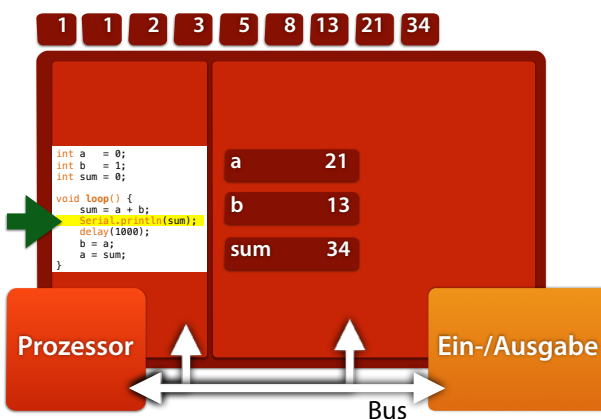 1 1 2 3 5 8 13 21 34
int a   = 0;
int b   = 1;
int sum = 0;
void loop() {
    sum = a + b;
    Serial.println(sum);
    delay(1000);
    b = a;
    a = sum;
}
a 21
b 13
sum 34
Prozessor
Ein-/Ausgabe
Bus